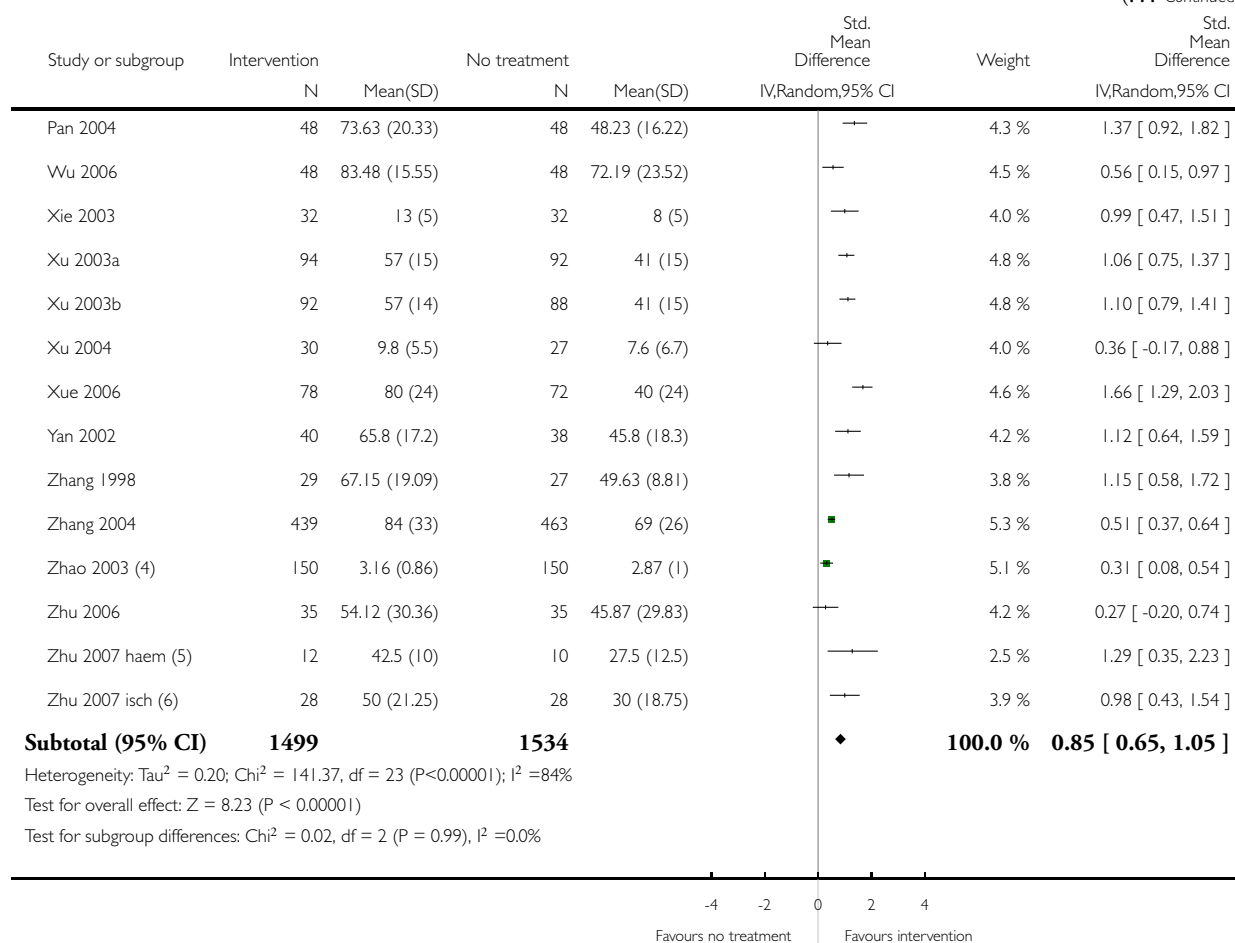 Continued
Std. Mean Difference Std. Mean Difference
Study or subgroup Intervention No treatment Weight
N Mean(SD) N Mean(SD) IV,Random,95% CI IV,Random,95% CI
Pan 2004 48 73.63 (20.33) 48 48.23 (16.22) 4.3 % 1.37 [ 0.92, 1.82 ]
Wu 2006 48 83.48 (15.55) 48 72.19 (23.52) 4.5 % 0.56 [ 0.15, 0.97 ]
Xie 2003 32 13 (5) 32 8 (5) 4.0 % 0.99 [ 0.47, 1.51 ]
Xu 2003a 94 57 (15) 92 41 (15) 4.8 % 1.06 [ 0.75, 1.37 ]
Xu 2003b 92 57 (14) 88 41 (15) 4.8 % 1.10 [ 0.79, 1.41 ]
Xu 2004 30 9.8 (5.5) 27 7.6 (6.7) 4.0 % 0.36 [ -0.17, 0.88 ]
Xue 2006 78 80 (24) 72 40 (24) 4.6 % 1.66 [ 1.29, 2.03 ]
Yan 2002 40 65.8 (17.2) 38 45.8 (18.3) 4.2 % 1.12 [ 0.64, 1.59 ]
Zhang 1998 29 67.15 (19.09) 27 49.63 (8.81) 3.8 % 1.15 [ 0.58, 1.72 ]
Zhang 2004 439 84 (33) 463 69 (26) 5.3 % 0.51 [ 0.37, 0.64 ]
Zhao 2003 (4) 150 3.16 (0.86) 150 2.87 (1) 5.1 % 0.31 [ 0.08, 0.54 ]
Zhu 2006 35 54.12 (30.36) 35 45.87 (29.83) 4.2 % 0.27 [ -0.20, 0.74 ]
Zhu 2007 haem (5) 12 42.5 (10) 10 27.5 (12.5) 2.5 % 1.29 [ 0.35, 2.23 ]
Zhu 2007 isch (6) 28 50 (21.25) 28 30 (18.75) 3.9 % 0.98 [ 0.43, 1.54 ]
Subtotal (95% CI) 1499 1534 100.0 % 0.85 [ 0.65, 1.05 ]
Heterogeneity: Tau² = 0.20; Chi² = 141.37, df = 23 (P<0.00001); I² =84%
Test for overall effect: Z = 8.23 (P < 0.00001)
Test for subgroup differences: Chi² = 0.02, df = 2 (P = 0.99), I² =0.0%
-4 -2 0 2 4
Favours no treatment Favours intervention